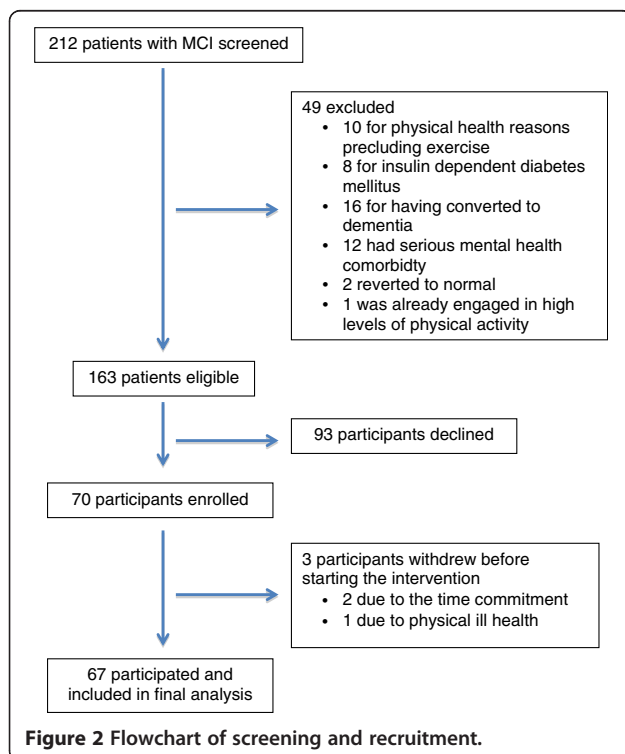 212 patients with MCI screened
49 excluded
• 10 for physical health reasons
precluding exercise
• 8 for insulin dependent diabetes
mellitus
• 16 for having converted to
dementia
• 12 had serious mental health
comorbidty
• 2 reverted to normal
• 1 was already engaged in high
levels of physical activity
163 patients eligible
93 participants declined
70 participants enrolled
3 participants withdrew before
starting the intervention
• 2 due to the time commitment
• 1 due to physical ill health
67 participated and
included in final analysis
Figure 2 Flowchart of screening and recruitment.